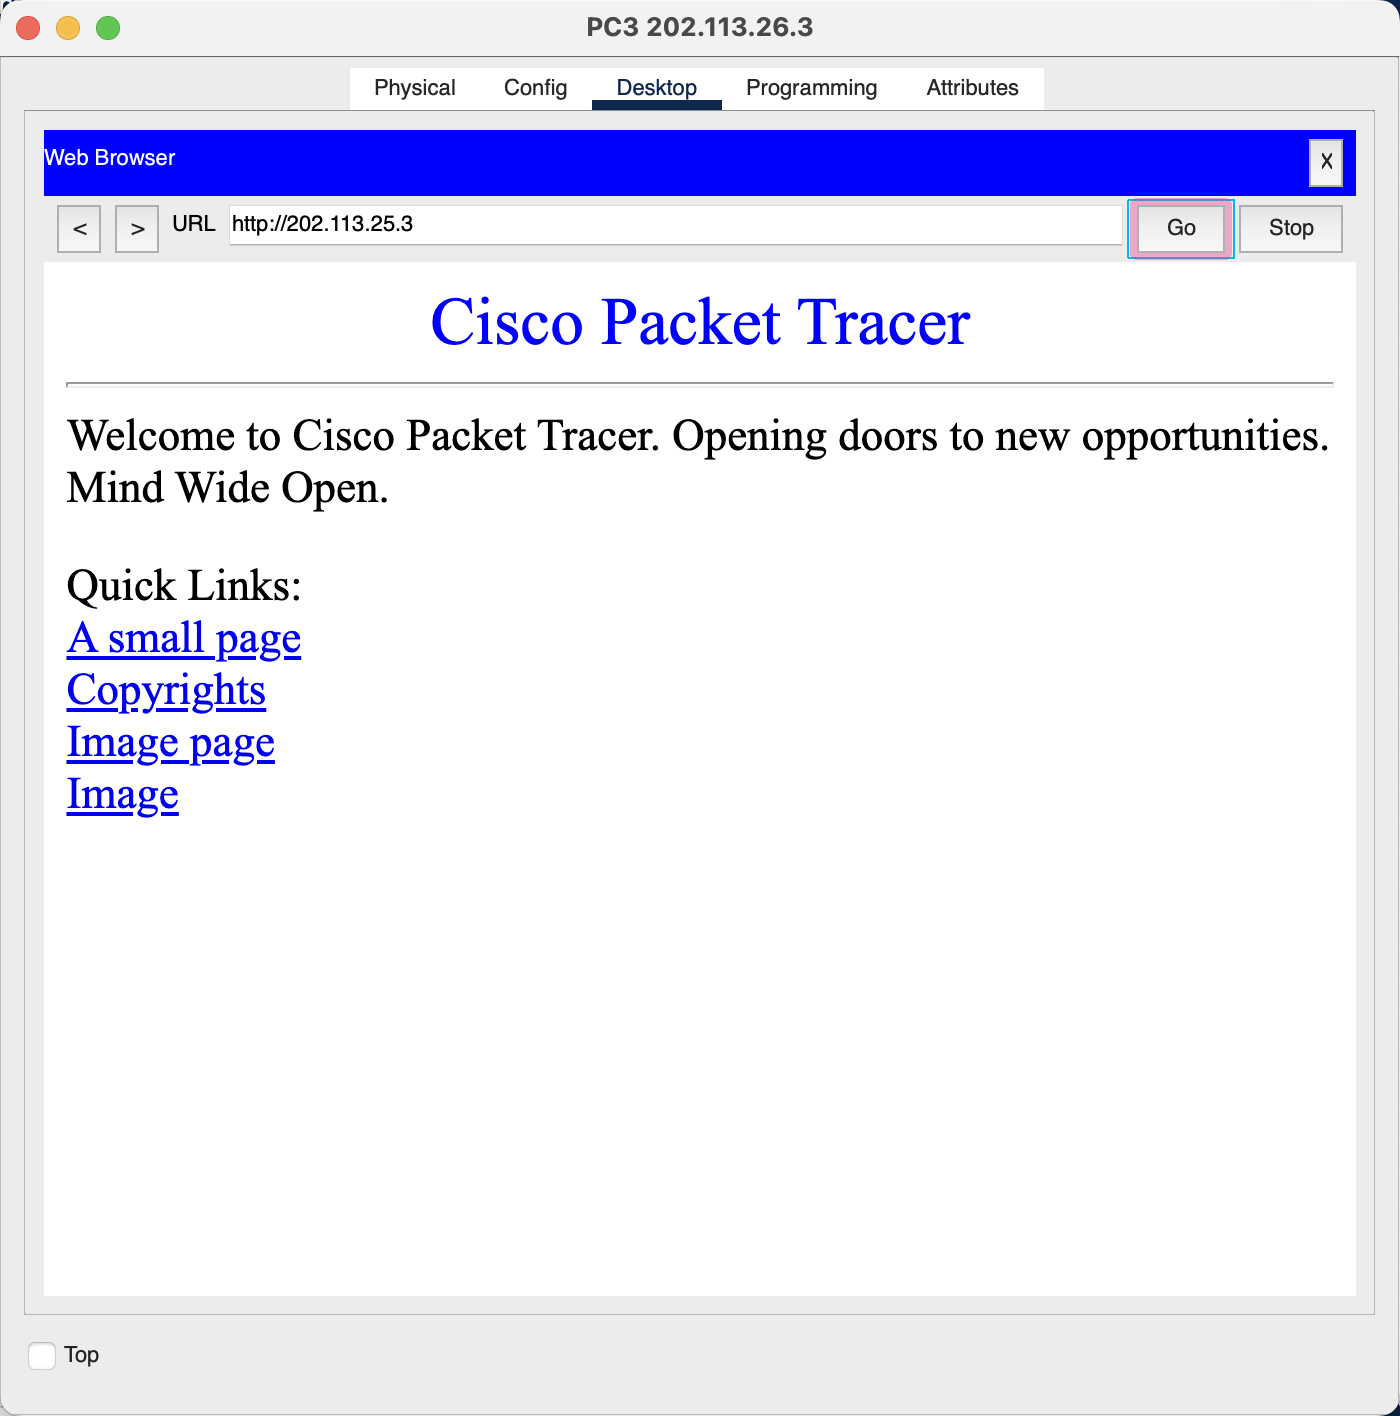 PC3 202.113.26.3
Physical Config Desktop Programming Attributes
Web Browser X
< > URL http://202.113.25.3 Go Stop
Cisco Packet Tracer
Welcome to Cisco Packet Tracer. Opening doors to new opportunities.
Mind Wide Open.
Quick Links:
A small page
Copyrights
Image page
Image
Top